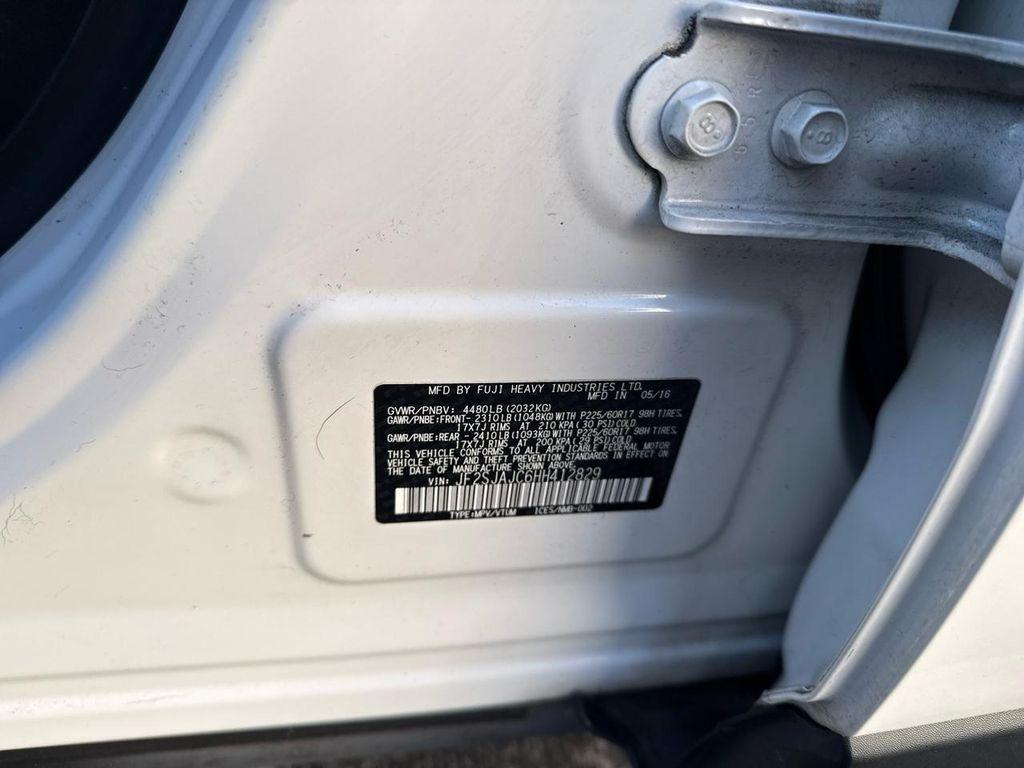 MFD BY FUJI HEAVY INDUSTRIES LTD.
MFD IN 05/16
GVWR/PNBV: 4480LB(2032KG)
GAWR/PNBE:FRONT- 2310LB(1048KG)WITH P225/60R17 98H TIRES,
17X7J RIMS AT 210 KPA(30 PSI)COLD
GAWR/PNBE:REAR - 2410LB(1093KG)WITH P225/60R17 98H TIRES,
17X7J RIMS AT 200 KPA(29 PSI)COLD
THIS VEHICLE CONFORMS TO ALL APPLICABLE FEDERAL MOTOR
VEHICLE SAFETY AND THEFT PREVENTION STANDARDS IN EFFECT ON
THE DATE OF MANUFACTURE SHOWN ABOVE.
VIN: JF2SJAJC6HH412829
TYPE:MPV/VTUM ICES/NMB-002